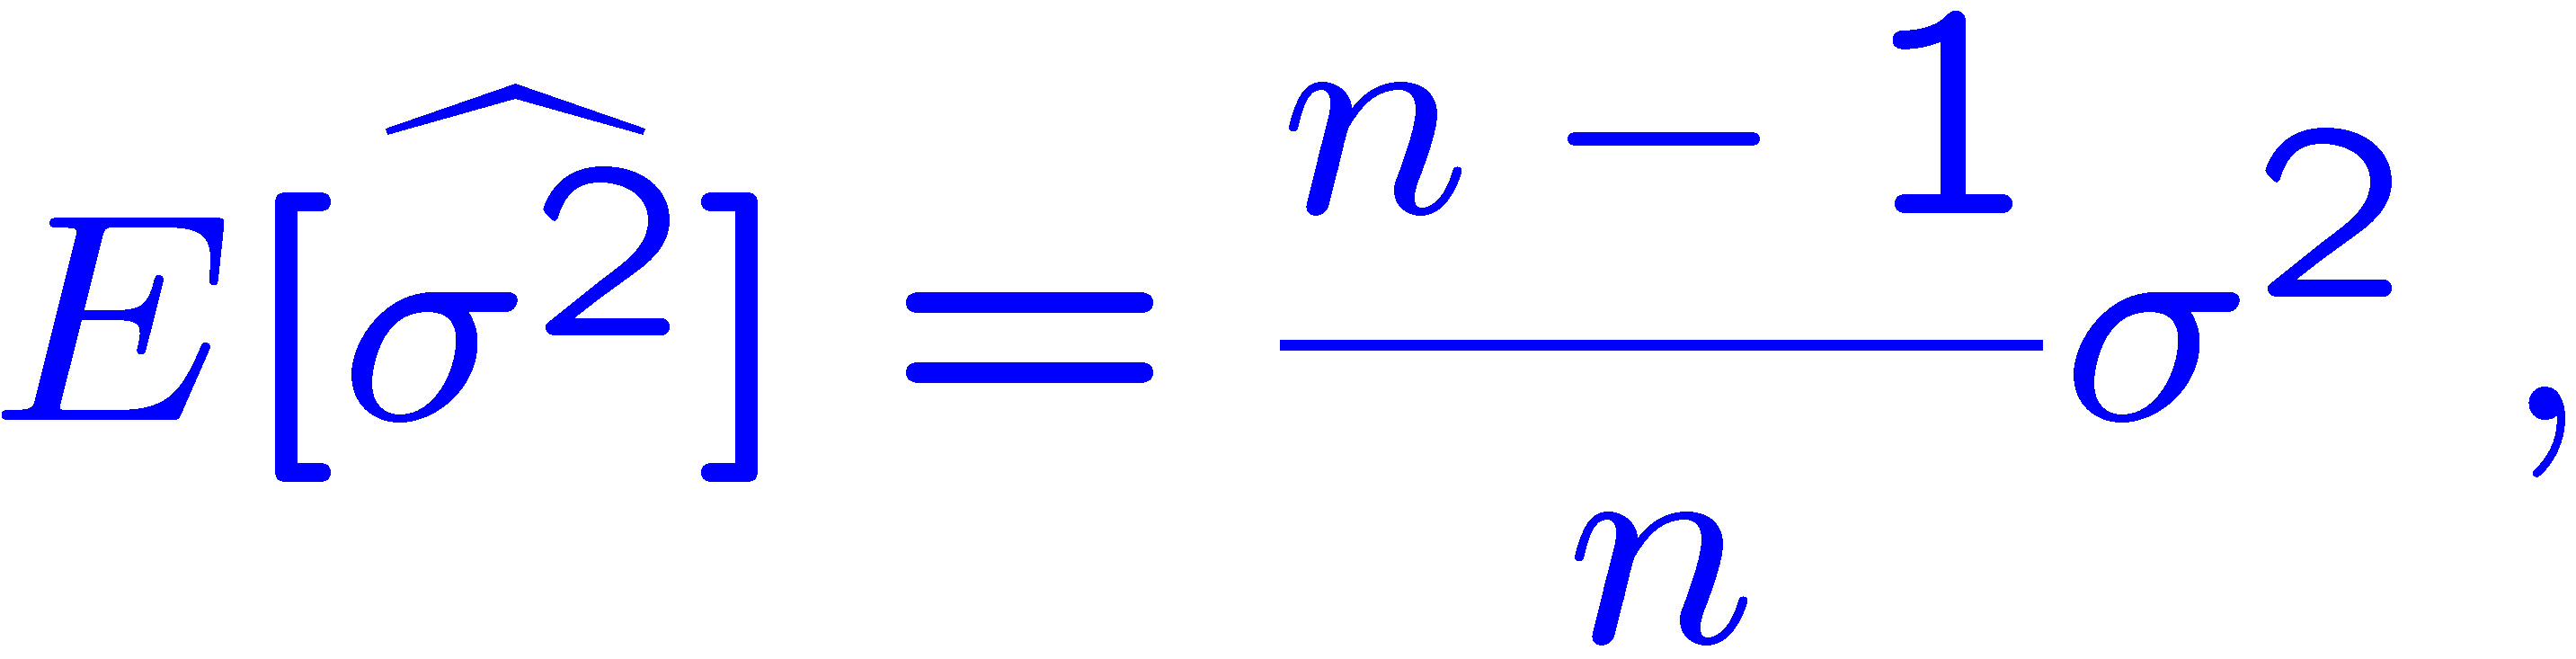 $E[\widehat{\sigma^2}] = \frac{n-1}{n}\sigma^2 ,$